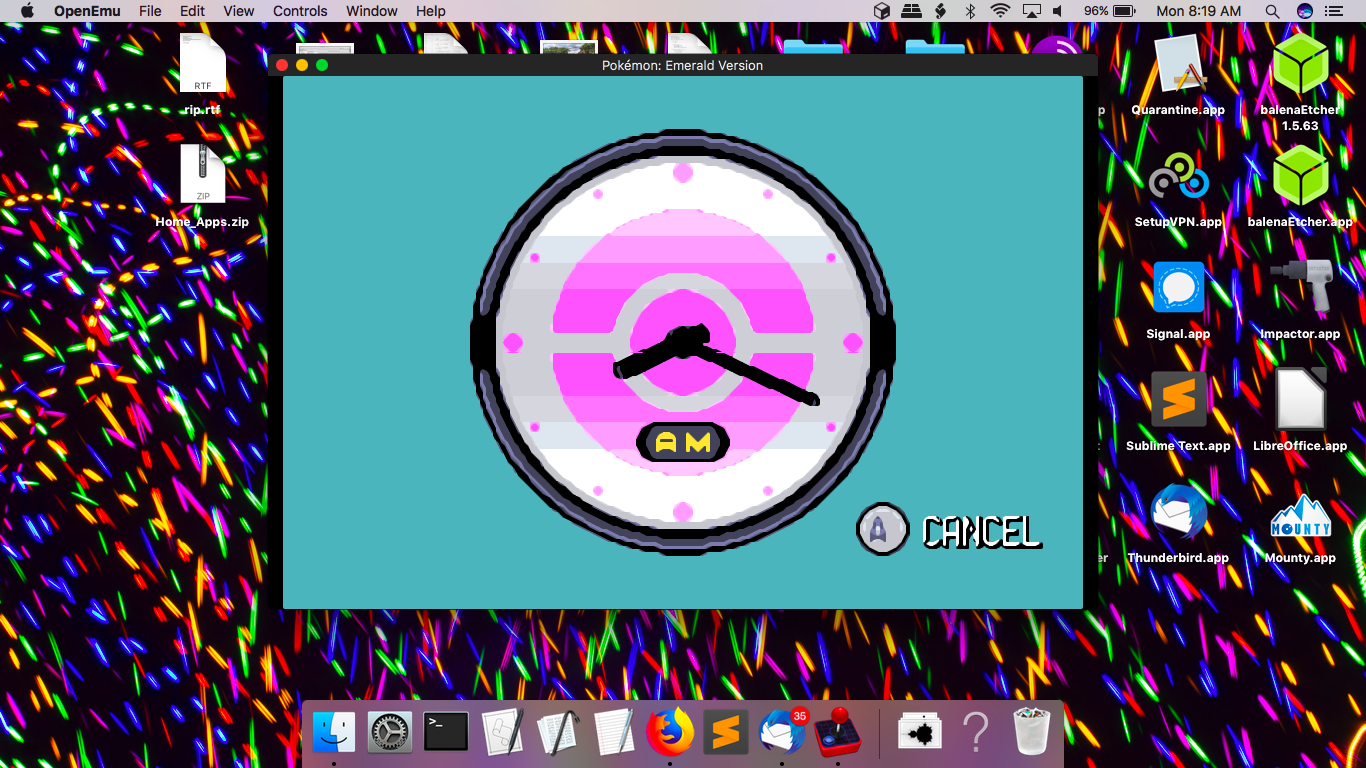 OpenEmu File Edit View Controls Window Help 96% Mon 8:19 AM
Pokémon: Emerald Version
RTF
rip.rtf
ZIP
Home_Apps.zip
AM
CANCEL
Quarantine.app
balenaEtcher
1.5.63
SetupVPN.app
balenaEtcher.app
Signal.app
Impactor.app
Sublime Text.app
LibreOffice.app
MOUNTY
Thunderbird.app
Mounty.app
>_
35
?